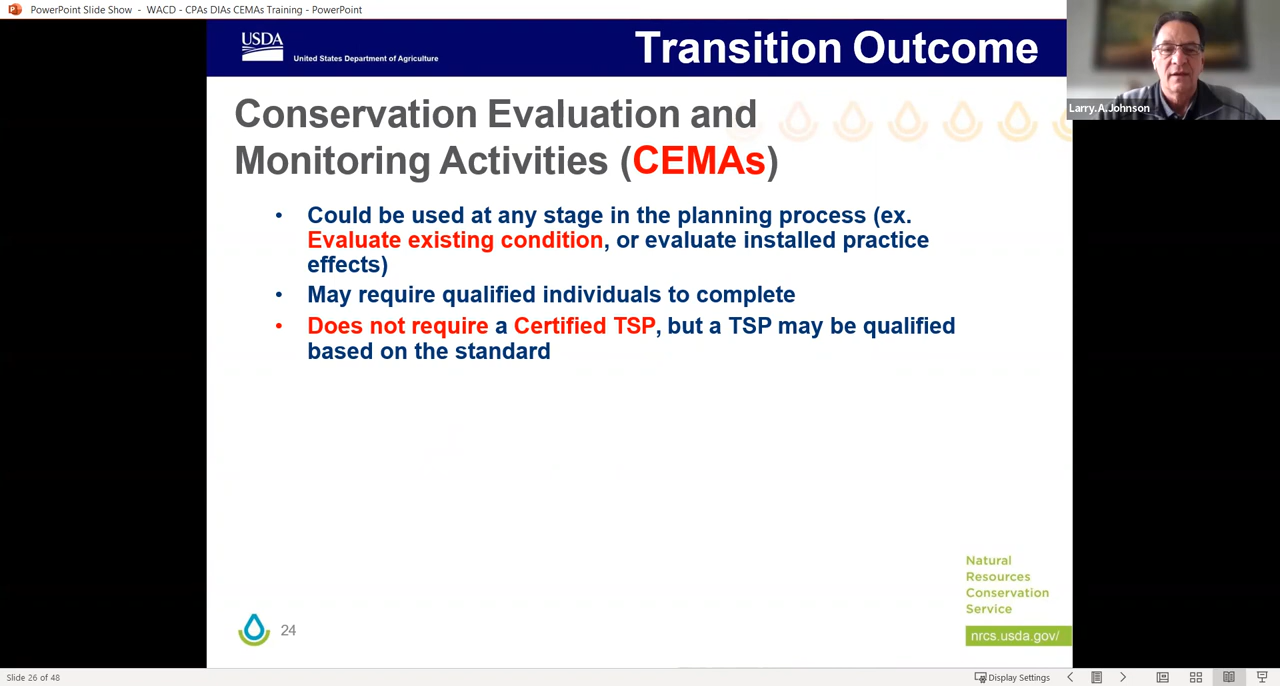 PowerPoint Slide Show - WACD - CPAs DIAs CEMAs Training - PowerPoint
USDA
United States Department of Agriculture
Transition Outcome
Larry.A.Johnson
Conservation Evaluation and
Monitoring Activities (CEMAs)
• Could be used at any stage in the planning process (ex.
Evaluate existing condition, or evaluate installed practice
effects)
• May require qualified individuals to complete
• Does not require a Certified TSP, but a TSP may be qualified
based on the standard
Natural
Resources
Conservation
Service
nrcs.usda.gov/
24
Slide 26 of 48
Display Settings